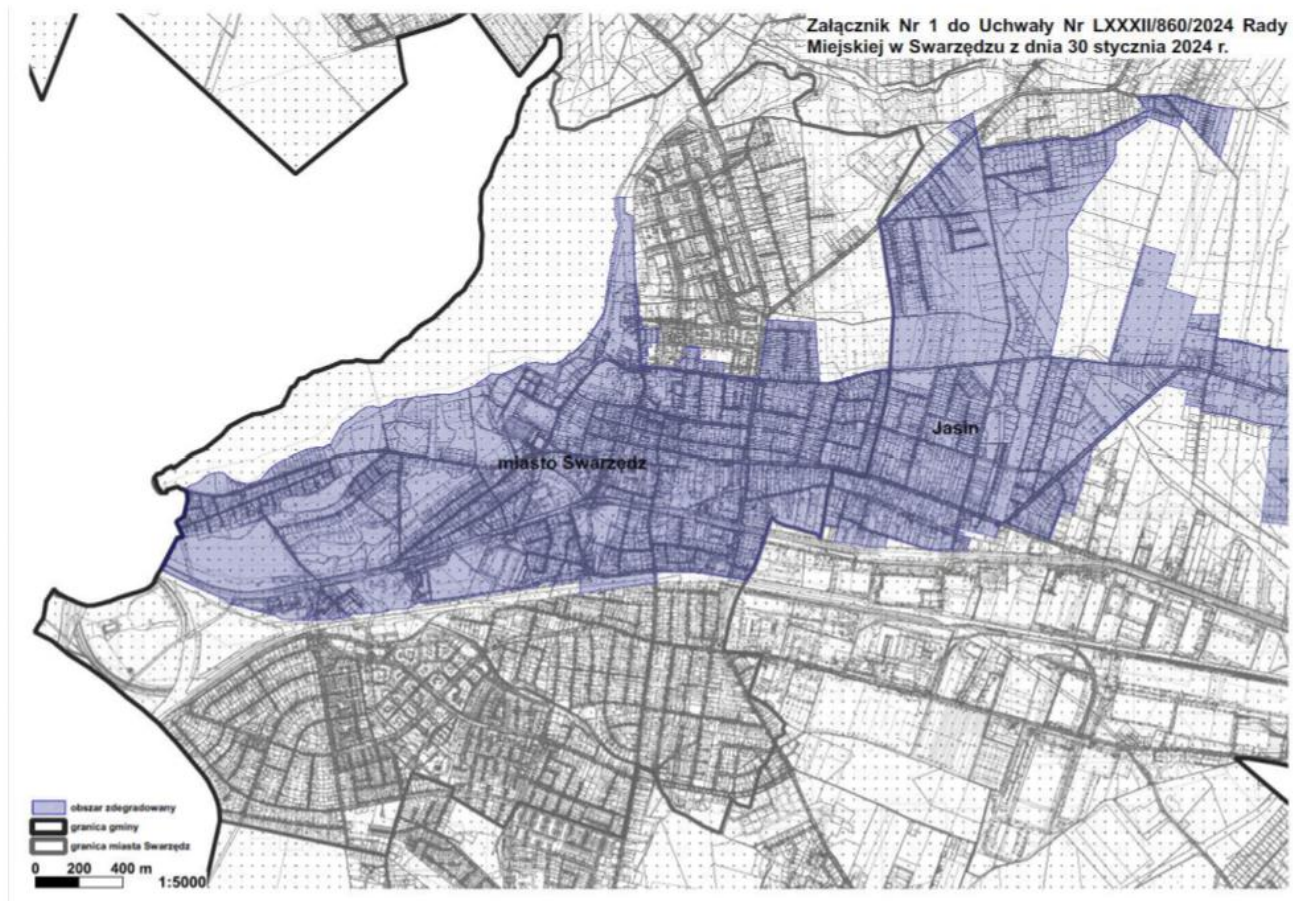 Załącznik Nr 1 do Uchwały Nr LXXXII/860/2024 Rady
Miejskiej w Swarzędzu z dnia 30 stycznia 2024 r.
Jasin
miasto Swarzędz
obszar zdegradowany
granica gminy
granica miasta Swarzędz
0 200 400 m
1:5000